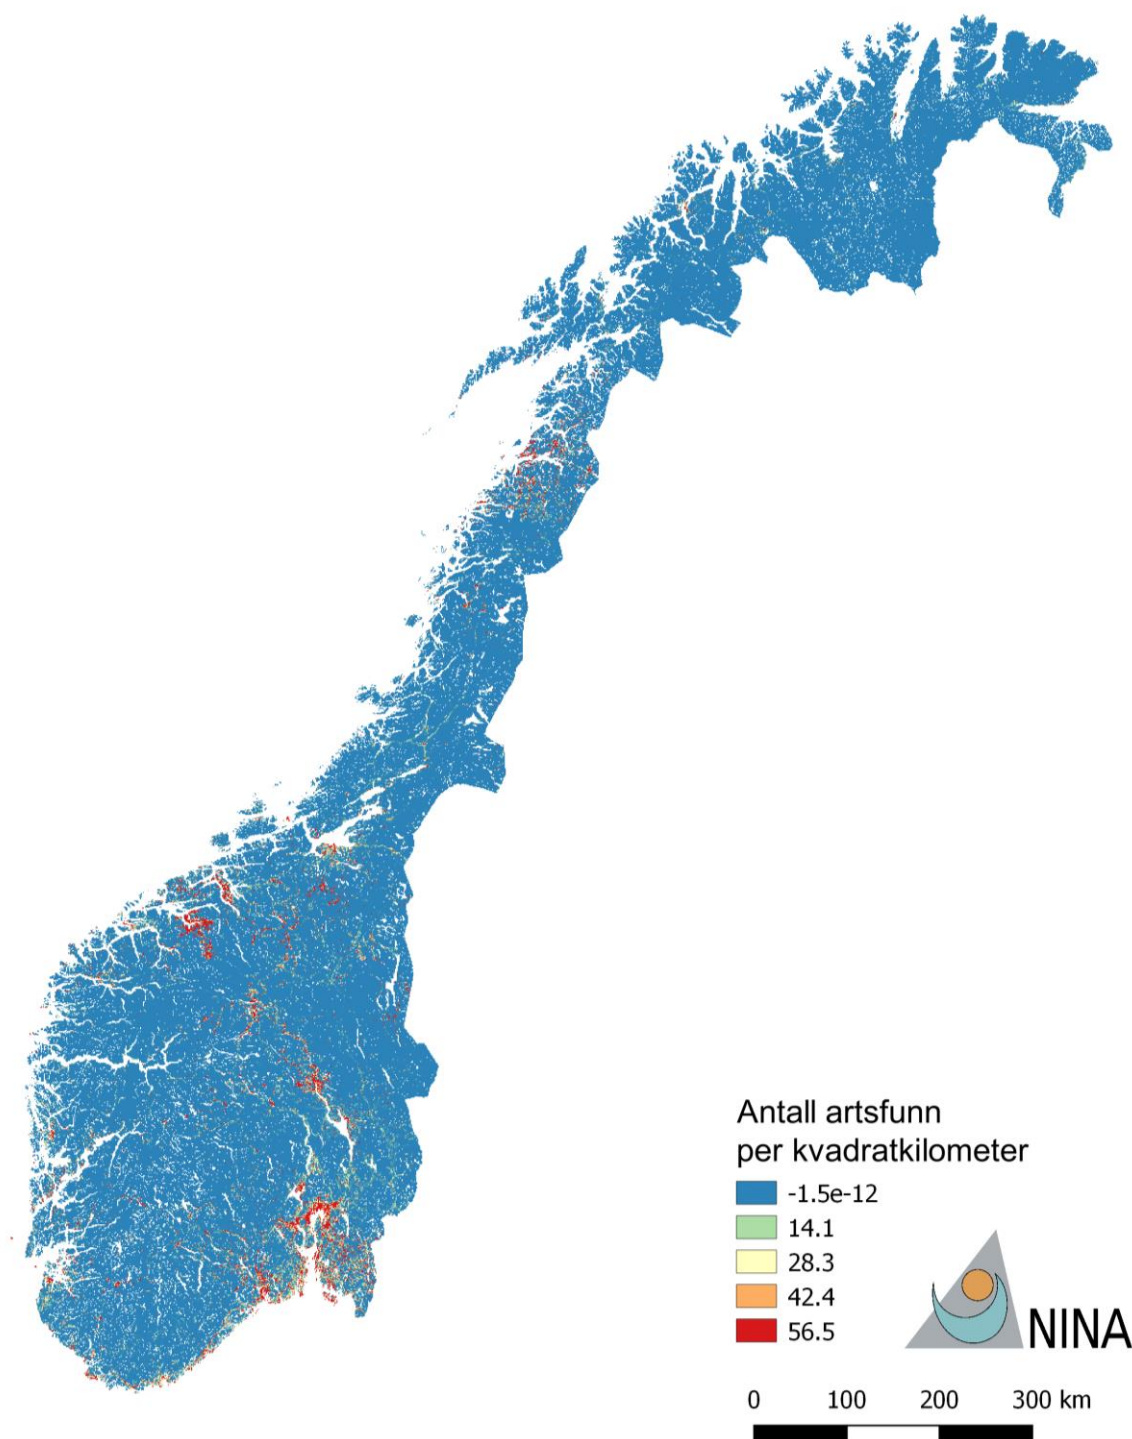 Antall artsfunn
per kvadratkilometer
-1.5e-12
14.1
28.3
42.4
56.5
NINA
0 100 200 300 km